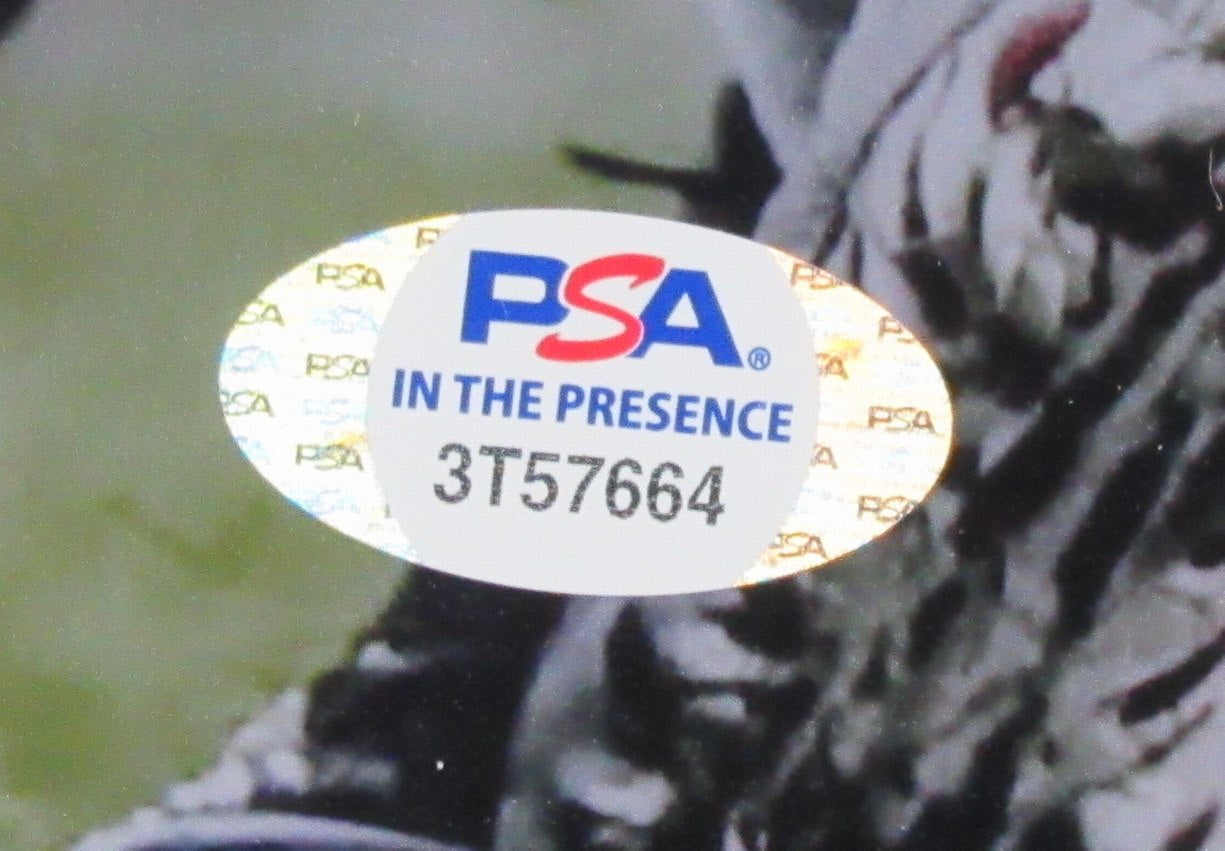 PSA®
IN THE PRESENCE
3T57664